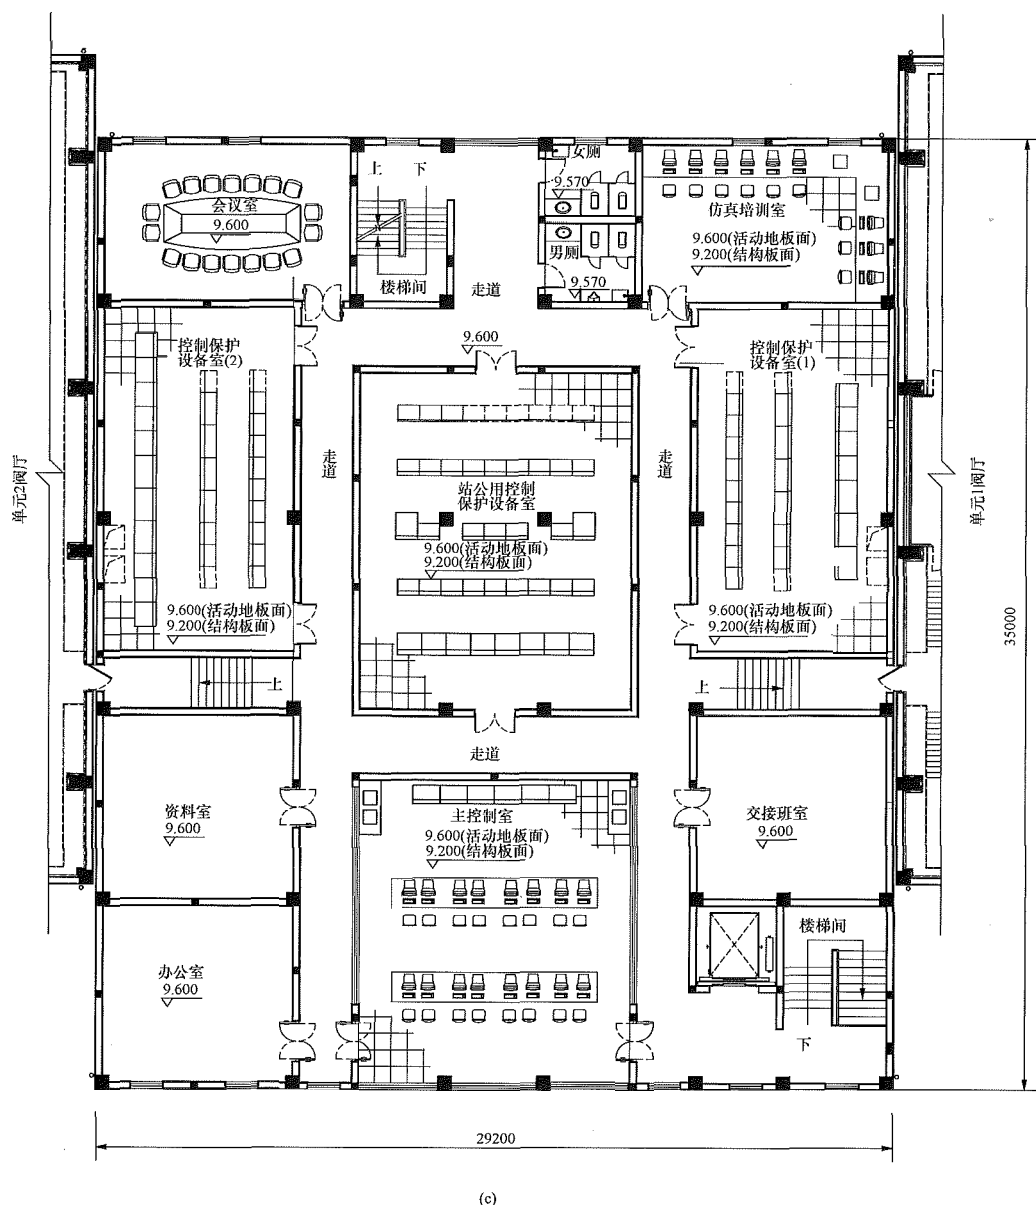 女厕
上 下
9.570
会议室
9.600
仿真培训室
9.600(活动地板面)
9.200(结构板面)
男厕
9.570
楼梯间
走道
9.600
控制保护
设备室(2)
控制保护
设备室(1)
走道
走道
单元2阀厅
单元1阀厅
站公用控制
保护设备室
9.600(活动地板面)
9.200(结构板面)
9.600(活动地板面)
9.200(结构板面)
9.600(活动地板面)
9.200(结构板面)
35000
上
上
走道
资料室
9.600
主控制室
9.600(活动地板面)
9.200(结构板面)
交接班室
9.600
楼梯间
办公室
9.600
下
29200
(c)